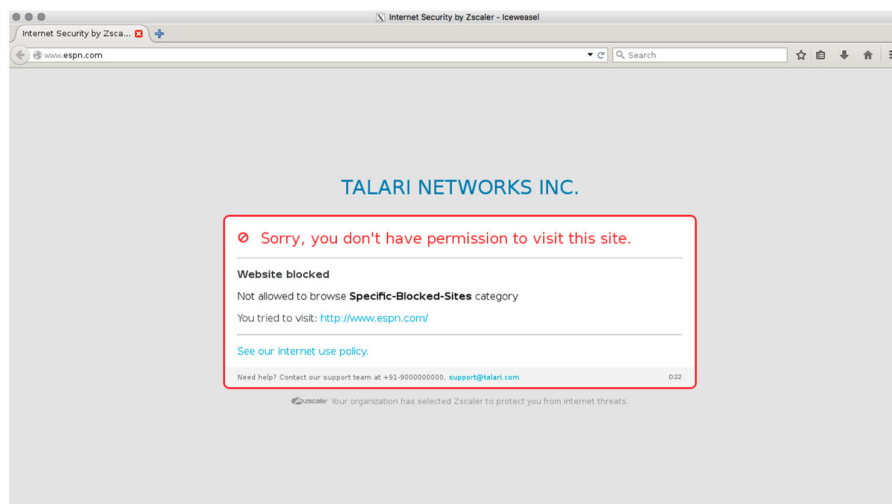 Internet Security by Zscaler - Iceweasel
Internet Security by Zsca...
www.espn.com
Search
TALARI NETWORKS INC.
Sorry, you don't have permission to visit this site.
Website blocked
Not allowed to browse Specific-Blocked-Sites category
You tried to visit: http://www.espn.com/
See our internet use policy.
Need help? Contact our support team at +91-9000000000, support@talari.com D22
zscaler Your organization has selected Zscaler to protect you from internet threats.